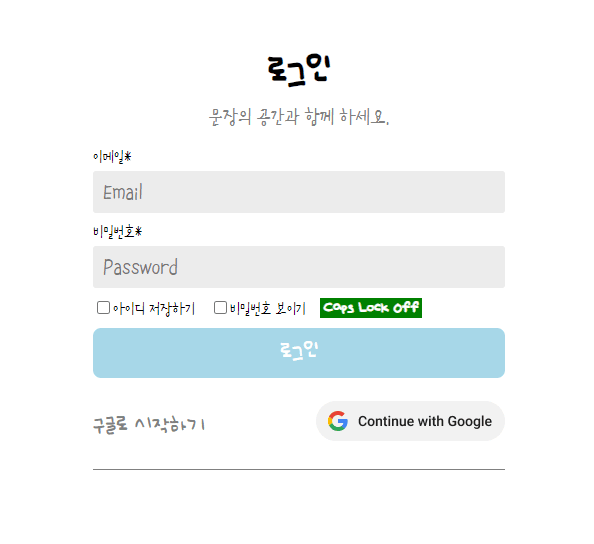 로그인
문장의 공간과 함께 하세요.
이메일*
Email
비밀번호*
Password
아이디 저장하기 비밀번호 보이기 Caps Lock Off
로그인
구글로 시작하기 Continue with Google